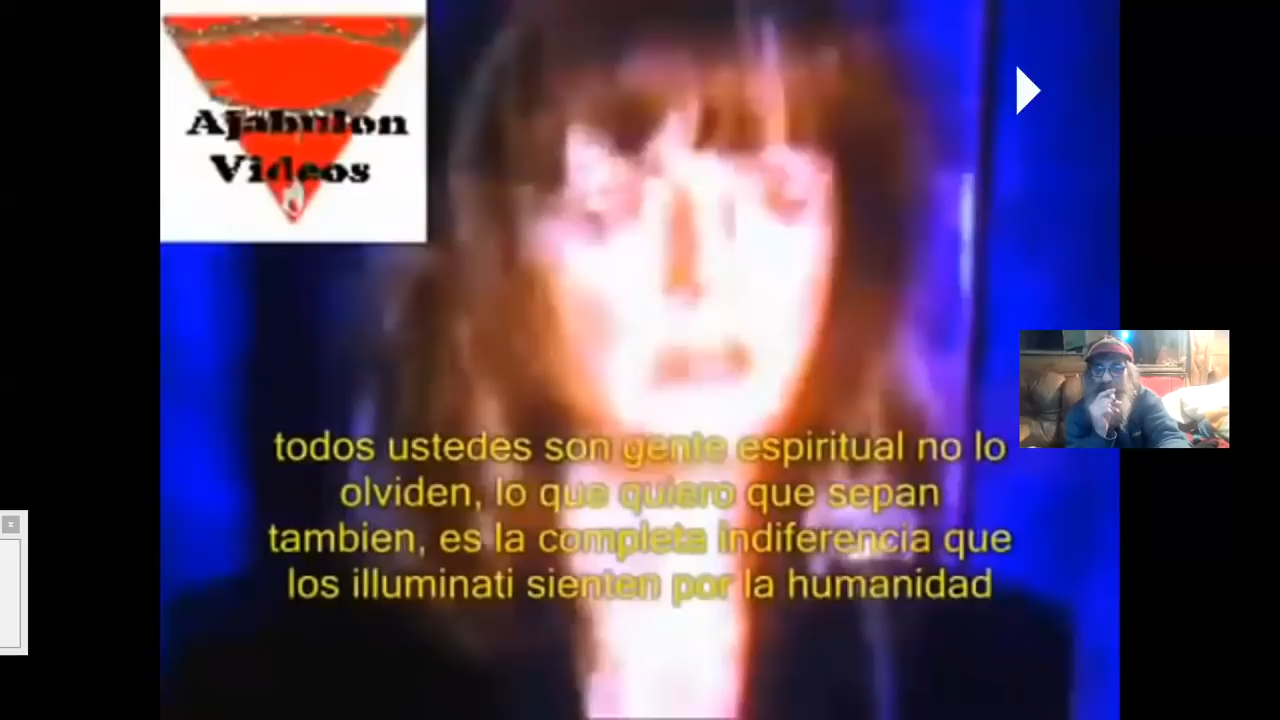 Ajabulon
Videos
todos ustedes son gente espiritual no lo
olviden, lo que quiero que sepan
tambien, es la completa indiferencia que
los illuminati sienten por la humanidad
x